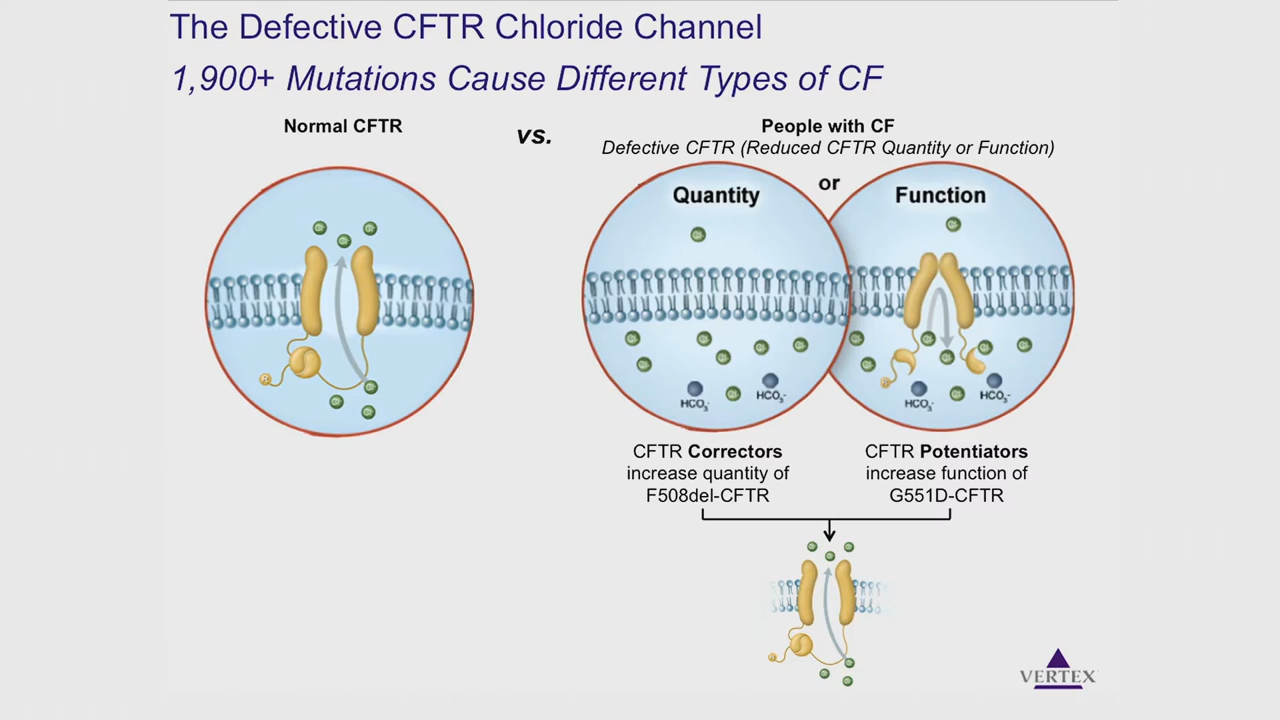 The Defective CFTR Chloride Channel
1,900+ Mutations Cause Different Types of CF
Normal CFTR
vs.
People with CF
Defective CFTR (Reduced CFTR Quantity or Function)
Quantity
or
Function
HCO₃⁻
HCO₃⁻
HCO₃⁻
HCO₃⁻
CFTR Correctors
increase quantity of
F508del-CFTR
CFTR Potentiators
increase function of
G551D-CFTR
VERTEX